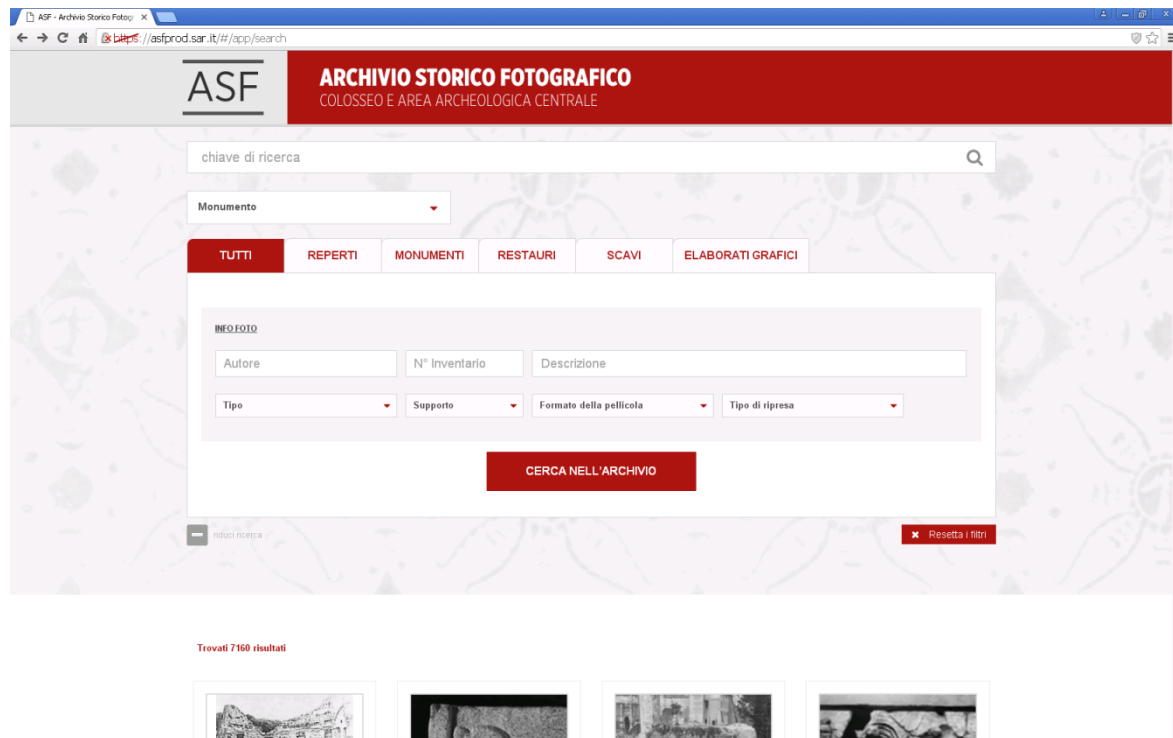 ASF - Archivio Storico Fotogr
https://asfprod.sar.it/#/app/search
ASF
ARCHIVIO STORICO FOTOGRAFICO
COLOSSEO E AREA ARCHEOLOGICA CENTRALE
chiave di ricerca
Monumento
TUTTI REPERTI MONUMENTI RESTAURI SCAVI ELABORATI GRAFICI
INFO FOTO
Autore N° Inventario Descrizione
Tipo Supporto Formato della pellicola Tipo di ripresa
CERCA NELL'ARCHIVIO
riduci ricerca Resetta i filtri
Trovati 7160 risultati